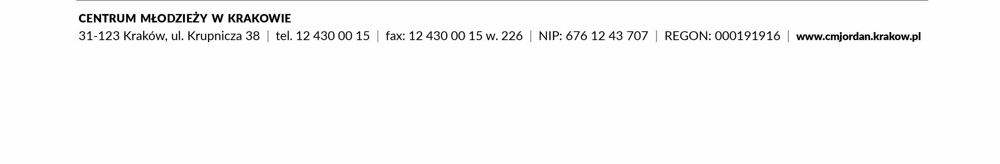 CENTRUM MŁODZIEŻY W KRAKOWIE
31-123 Kraków, ul. Krupnicza 38 | tel. 12 430 00 15 | fax: 12 430 00 15 w. 226 | NIP: 676 12 43 707 | REGON: 000191916 | www.cmjordan.krakow.pl